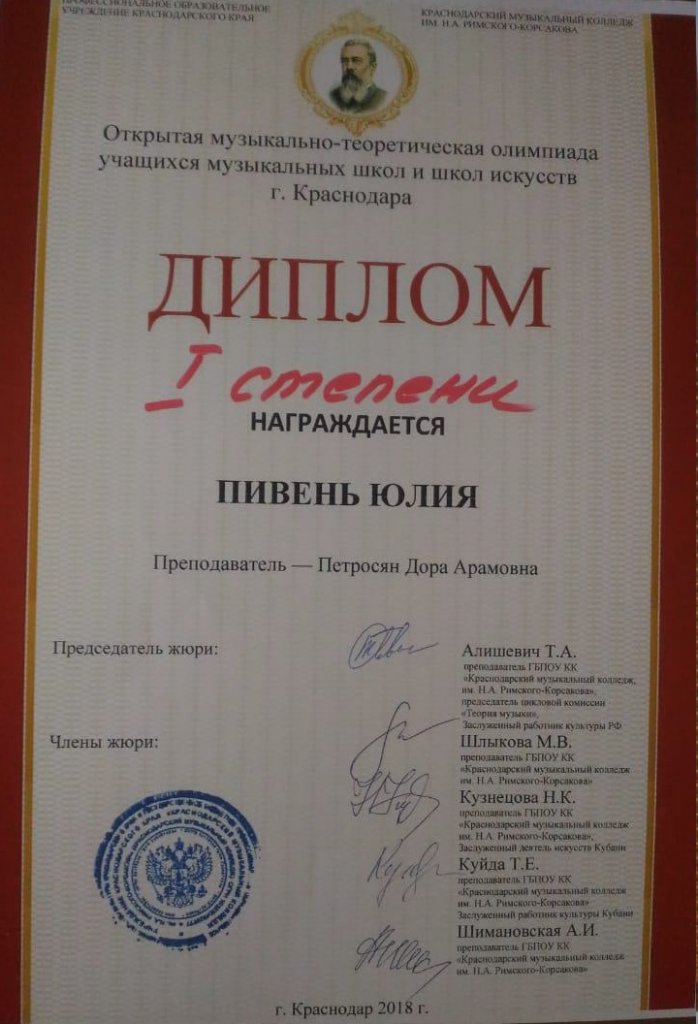 ПРОФЕССИОНАЛЬНОЕ ОБРАЗОВАТЕЛЬНОЕ
УЧРЕЖДЕНИЕ КРАСНОДАРСКОГО КРАЯ
КРАСНОДАРСКИЙ МУЗЫКАЛЬНЫЙ КОЛЛЕДЖ
ИМ. Н.А. РИМСКОГО-КОРСАКОВА
Открытая музыкально-теоретическая олимпиада
учащихся музыкальных школ и школ искусств
г. Краснодара
ДИПЛОМ
I степени
НАГРАЖДАЕТСЯ
ПИВЕНЬ ЮЛИЯ
Преподаватель — Петросян Дора Арамовна
Председатель жюри:
Алишевич Т.А.
преподаватель ГБПОУ КК
«Краснодарский музыкальный колледж,
им. Н.А. Римского-Корсакова»,
председатель цикловой комиссии
«Теория музыки»,
Заслуженный работник культуры РФ
Члены жюри:
Шлыкова М.В.
преподаватель ГБПОУ КК
«Краснодарский музыкальный колледж
им. Н.А. Римского-Корсакова»
Кузнецова Н.К.
преподаватель ГБПОУ КК
«Краснодарский музыкальный колледж
им. Н.А. Римского-Корсакова»,
Заслуженный деятель искусств Кубани
Куйда Т.Е.
преподаватель ГБПОУ КК
«Краснодарский музыкальный колледж
им. Н.А. Римского-Корсакова»
Заслуженный работник культуры Кубани
Шимановская А.И.
преподаватель ГБПОУ КК
«Краснодарский музыкальный колледж
им. Н.А. Римского-Корсакова»
г. Краснодар 2018 г.